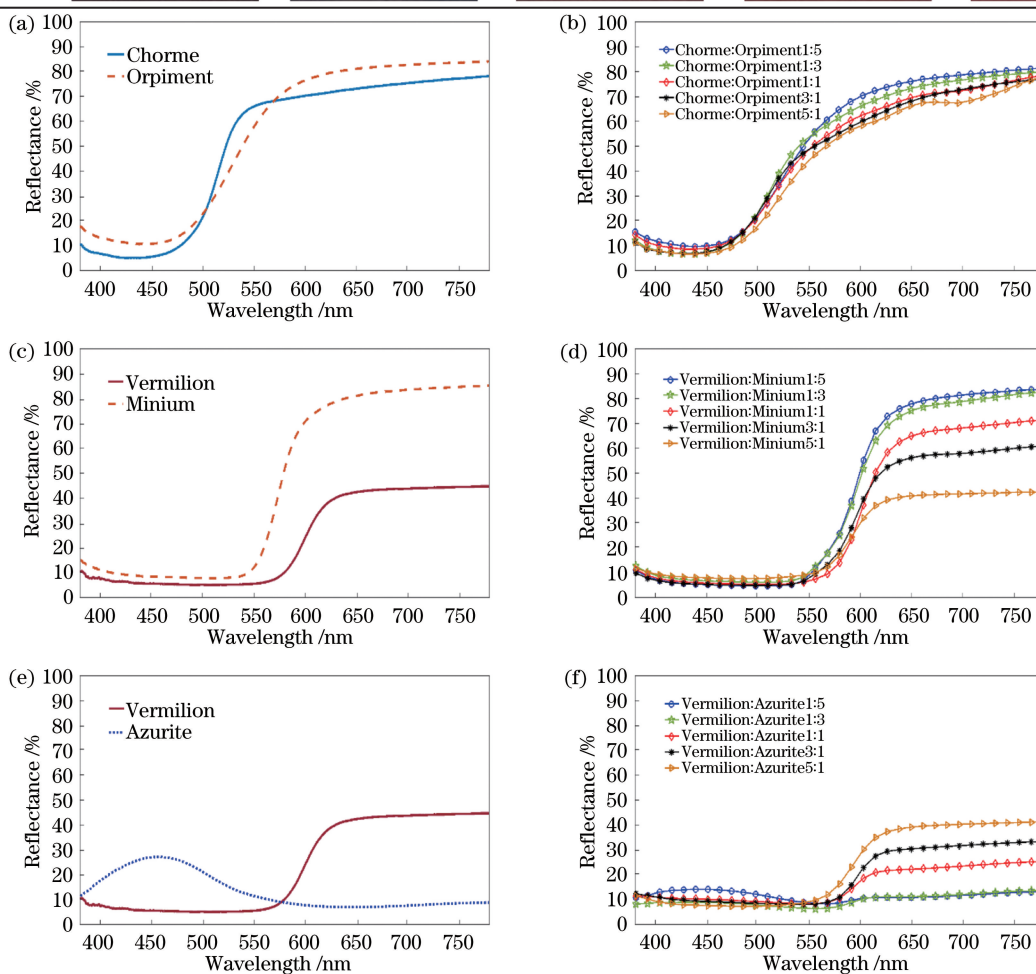 (a)
100
90
80
70
60
50
40
30
20
10
0
Reflectance /%
Chorme
Orpiment
400 450 500 550 600 650 700 750
Wavelength /nm
(b)
100
90
80
70
60
50
40
30
20
10
0
Reflectance /%
Chorme:Orpiment1:5
Chorme:Orpiment1:3
Chorme:Orpiment1:1
Chorme:Orpiment3:1
Chorme:Orpiment5:1
400 450 500 550 600 650 700 750
Wavelength /nm
(c)
100
90
80
70
60
50
40
30
20
10
0
Reflectance /%
Vermilion
Minium
400 450 500 550 600 650 700 750
Wavelength /nm
(d)
100
90
80
70
60
50
40
30
20
10
0
Reflectance /%
Vermilion:Minium1:5
Vermilion:Minium1:3
Vermilion:Minium1:1
Vermilion:Minium3:1
Vermilion:Minium5:1
400 450 500 550 600 650 700 750
Wavelength /nm
(e)
100
90
80
70
60
50
40
30
20
10
0
Reflectance /%
Vermilion
Azurite
400 450 500 550 600 650 700 750
Wavelength /nm
(f)
100
90
80
70
60
50
40
30
20
10
0
Reflectance /%
Vermilion:Azurite1:5
Vermilion:Azurite1:3
Vermilion:Azurite1:1
Vermilion:Azurite3:1
Vermilion:Azurite5:1
400 450 500 550 600 650 700 750
Wavelength /nm